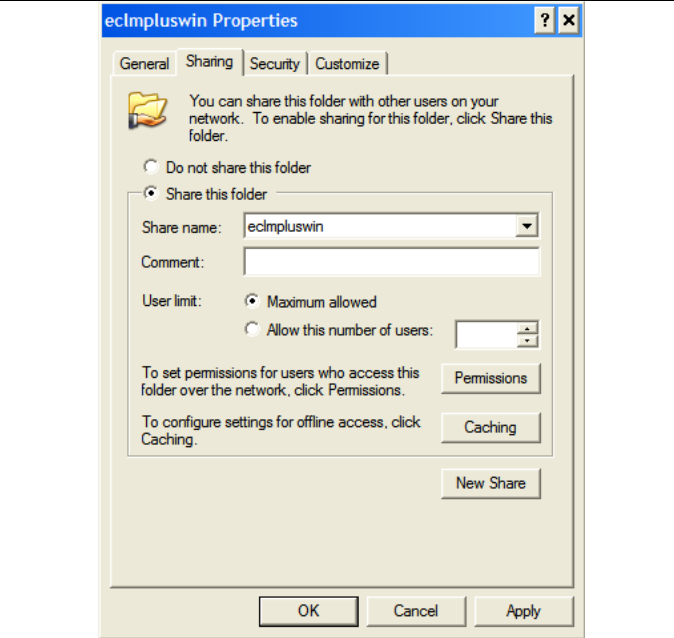 eclmpluswin Properties
General Sharing Security Customize
You can share this folder with other users on your
network. To enable sharing for this folder, click Share this
folder.
Do not share this folder
Share this folder
Share name: eclmpluswin
Comment:
User limit: Maximum allowed
Allow this number of users:
To set permissions for users who access this
folder over the network, click Permissions.
Permissions
To configure settings for offline access, click
Caching.
Caching
New Share
OK Cancel Apply